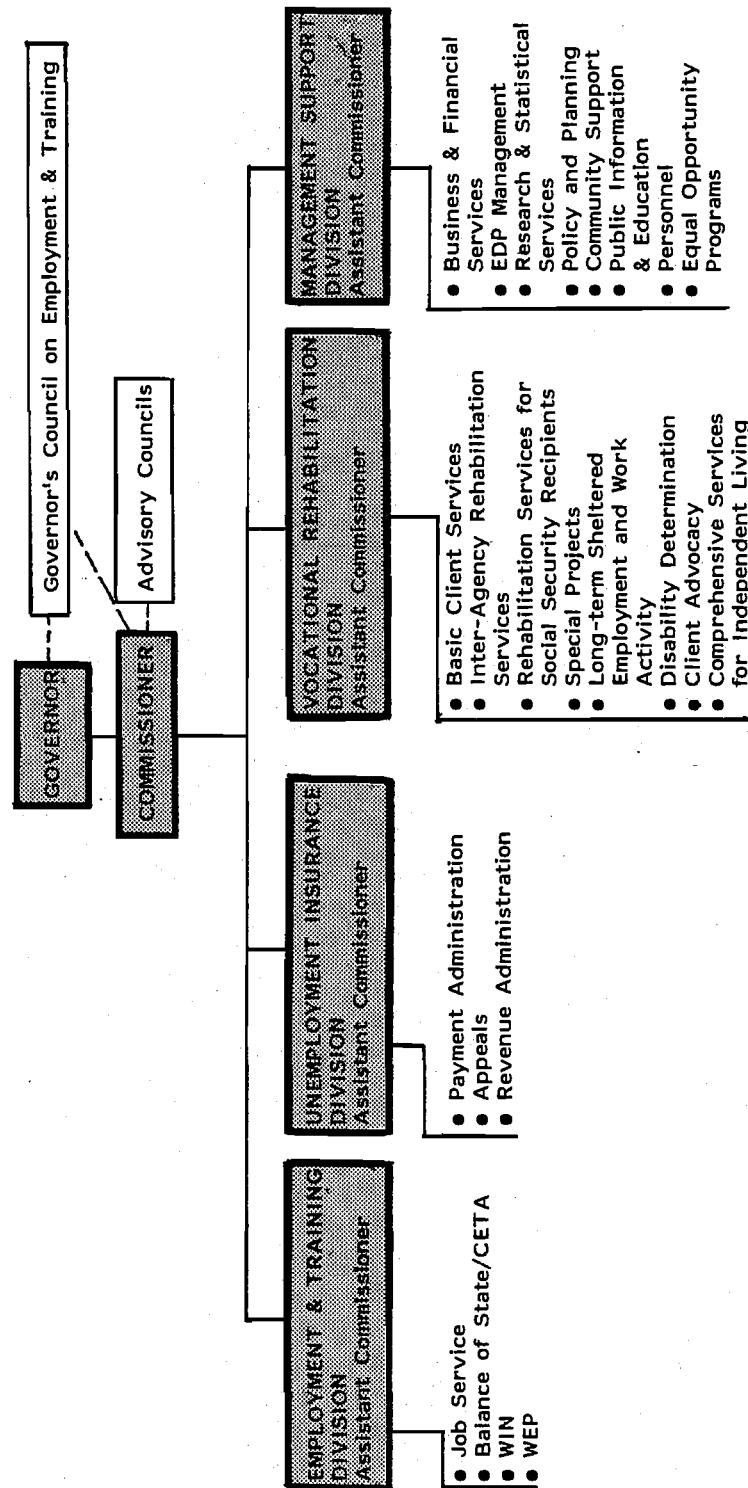 GOVERNOR
Governor's Council on Employment & Training
COMMISSIONER
Advisory Councils
EMPLOYMENT & TRAINING
DIVISION
Assistant Commissioner
• Job Service
• Balance of State/CETA
• WIN
• WEP
UNEMPLOYMENT INSURANCE
DIVISION
Assistant Commissioner
• Payment Administration
• Appeals
• Revenue Administration
VOCATIONAL REHABILITATION
DIVISION
Assistant Commissioner
• Basic Client Services
• Inter-Agency Rehabilitation
Services
• Rehabilitation Services for
Social Security Recipients
• Special Projects
• Long-term Sheltered
Employment and Work
Activity
• Disability Determination
• Client Advocacy
• Comprehensive Services
for Independent Living
MANAGEMENT SUPPORT
DIVISION
Assistant Commissioner
• Business & Financial
Services
• EDP Management
• Research & Statistical
Services
• Policy and Planning
• Community Support
• Public Information
& Education
• Personnel
• Equal Opportunity
Programs